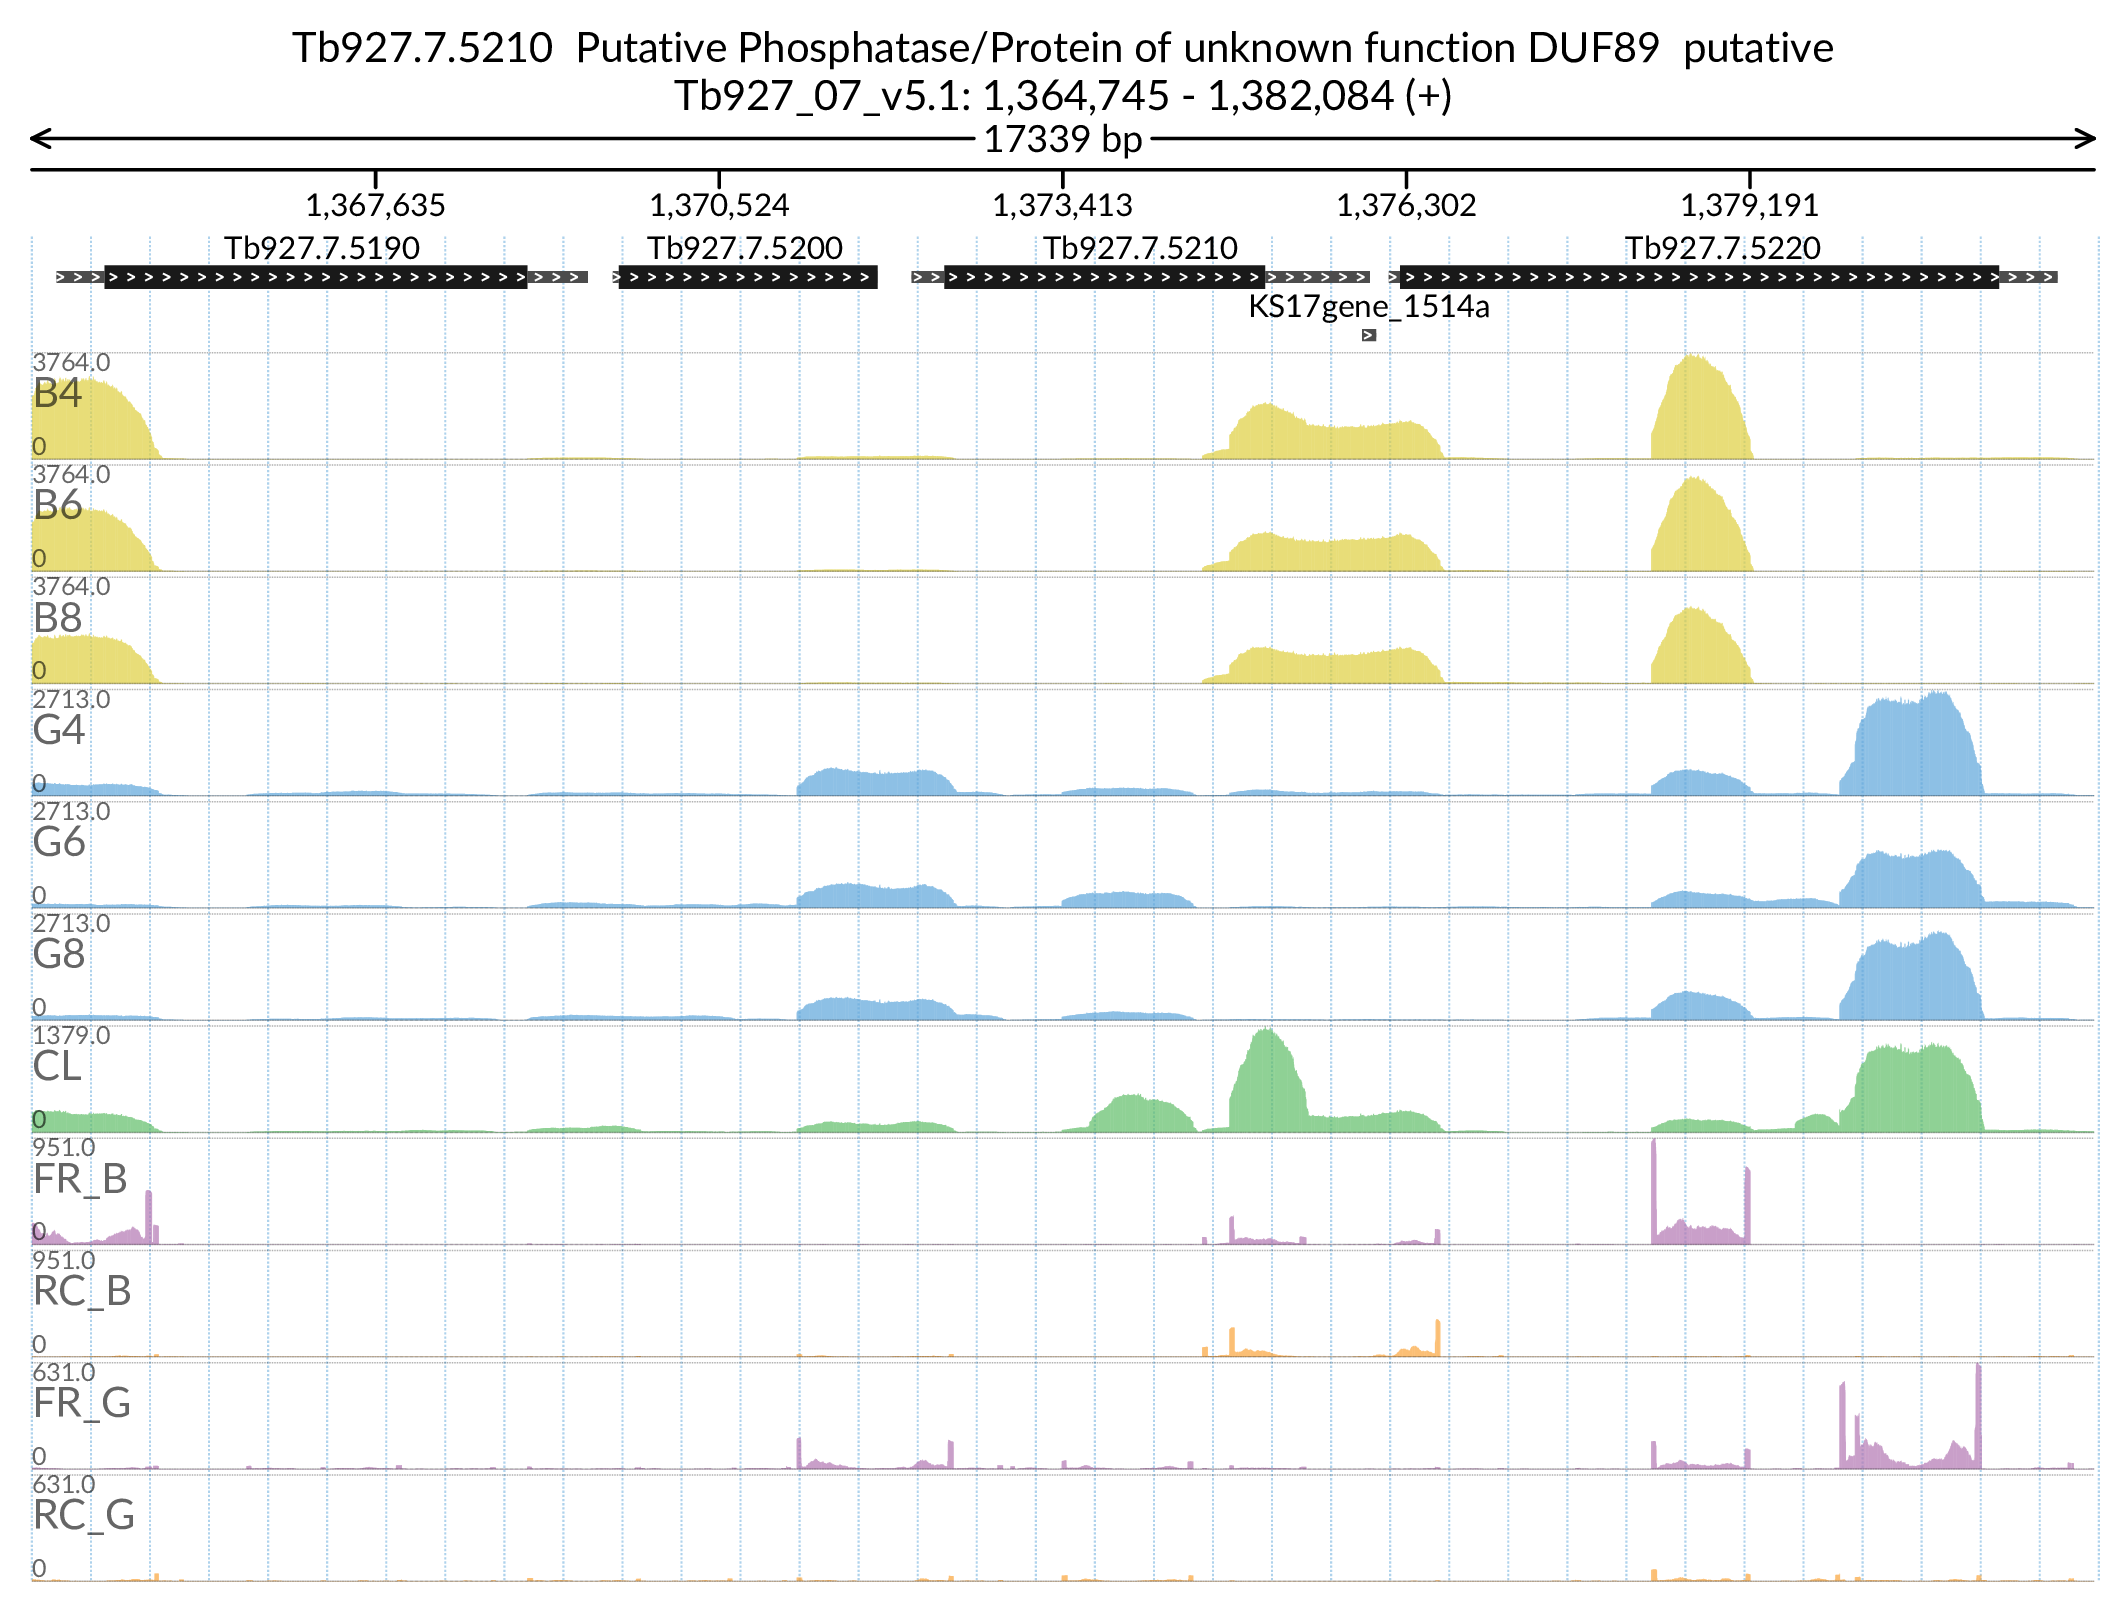 Tb927.7.5210  Putative Phosphatase/Protein of unknown function DUF89  putative
Tb927_07_v5.1: 1,364,745 - 1,382,084 (+)
17339 bp
1,367,635 1,370,524 1,373,413 1,376,302 1,379,191
Tb927.7.5190 Tb927.7.5200 Tb927.7.5210 Tb927.7.5220
KS17gene_1514a
3764.0
B4
0
3764.0
B6
0
3764.0
B8
0
2713.0
G4
0
2713.0
G6
0
2713.0
G8
0
1379.0
CL
0
951.0
FR_B
0
951.0
RC_B
0
631.0
FR_G
0
631.0
RC_G
0